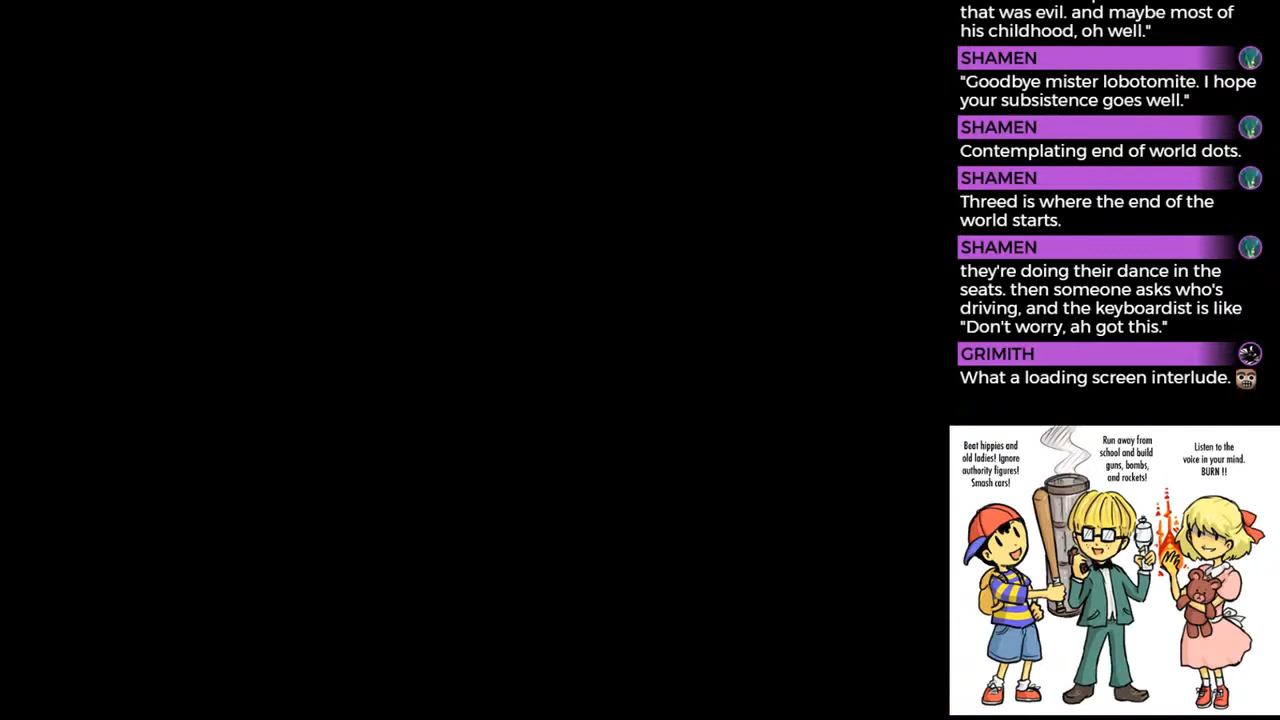 that was evil. and maybe most of
his childhood, oh well."
SHAMEN
"Goodbye mister lobotomite. I hope
your subsistence goes well."
SHAMEN
Contemplating end of world dots.
SHAMEN
Threed is where the end of the
world starts.
SHAMEN
they're doing their dance in the
seats. then someone asks who's
driving, and the keyboardist is like
"Don't worry, ah got this."
GRIMITH
What a loading screen interlude.
Beat hippies and
old ladies! Ignore
authority figures!
Smash cars!
Run away from
school and build
guns, bombs,
and rockets!
Listen to the
voice in your mind.
BURN !!